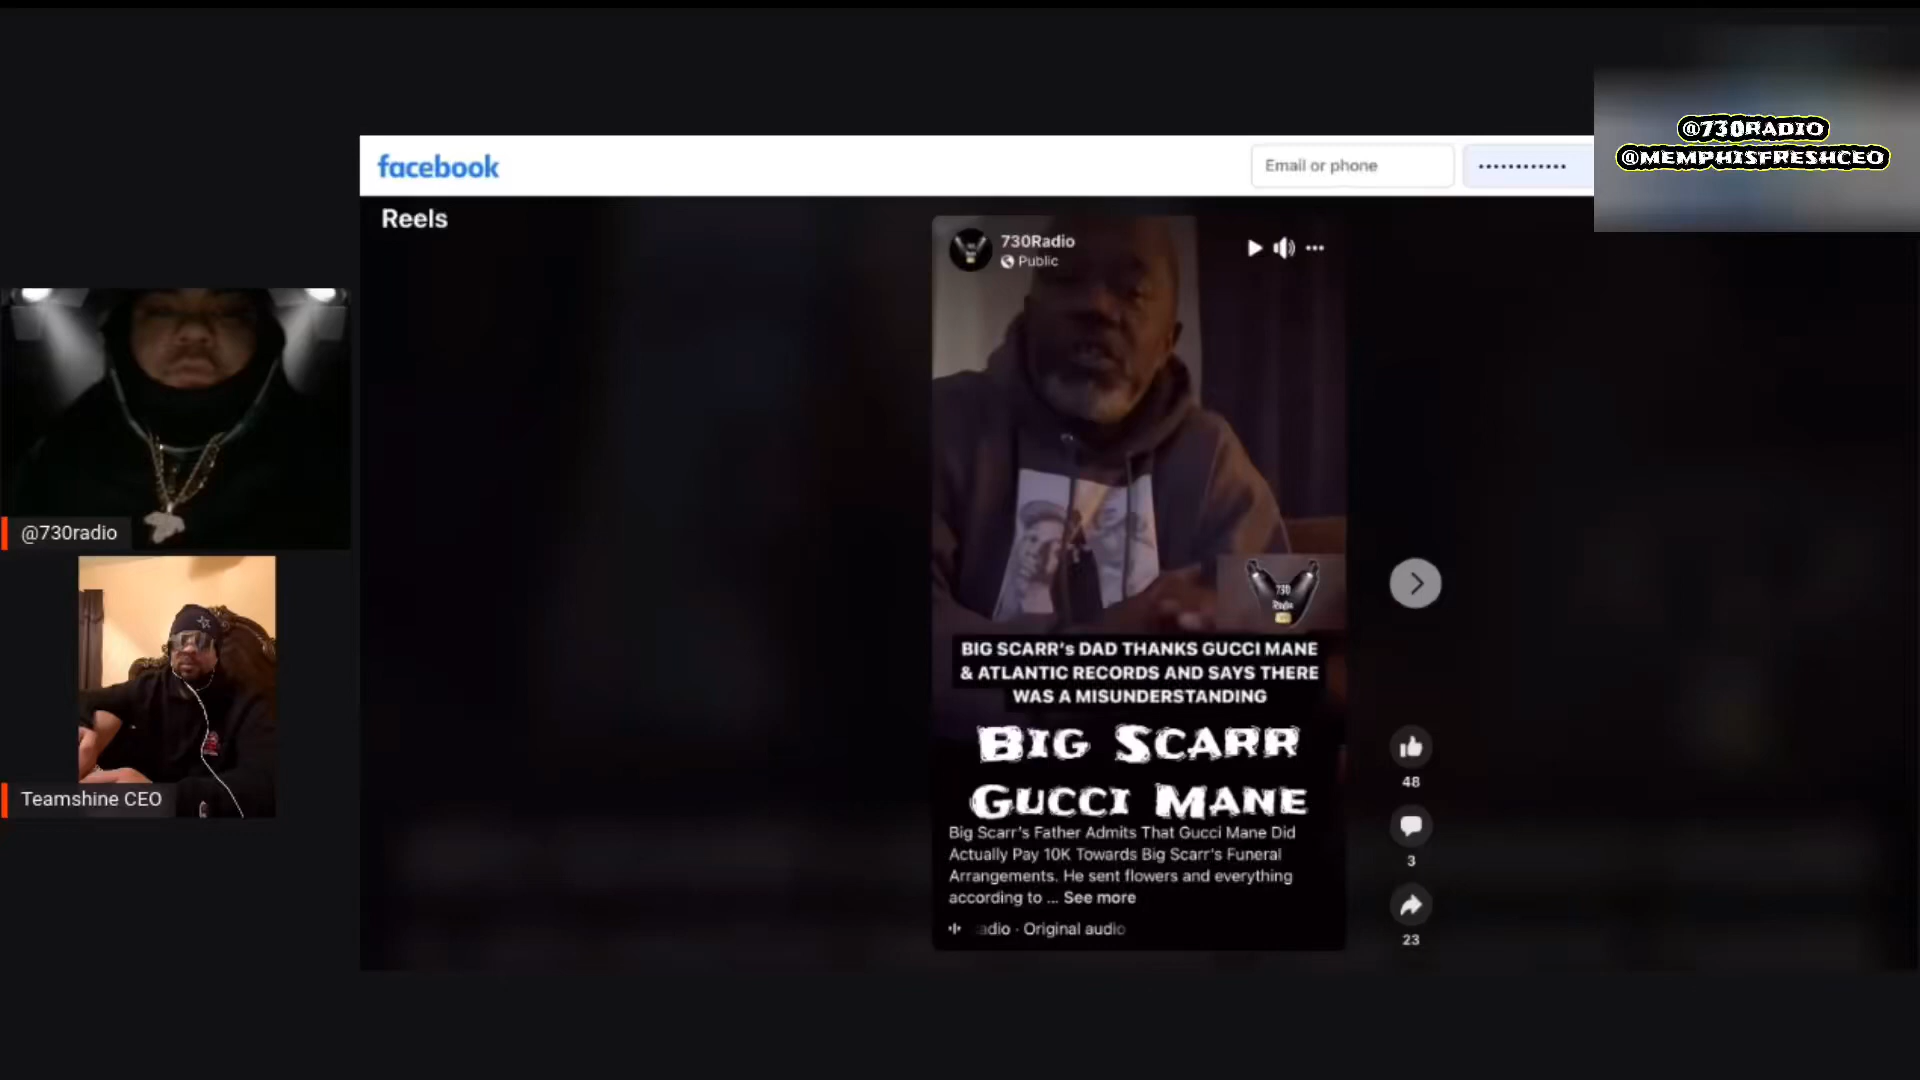 @730RADIO
@MEMPHISFRESHCEO
facebook
Email or phone
Reels
730Radio
Public
@730radio
Teamshine CEO
730
Radio
BIG SCARR's DAD THANKS GUCCI MANE
& ATLANTIC RECORDS AND SAYS THERE
WAS A MISUNDERSTANDING
BIG SCARR
GUCCI MANE
Big Scarr's Father Admits That Gucci Mane Did
Actually Pay 10K Towards Big Scarr's Funeral
Arrangements. He sent flowers and everything
according to ... See more
adio · Original audio
48
3
23